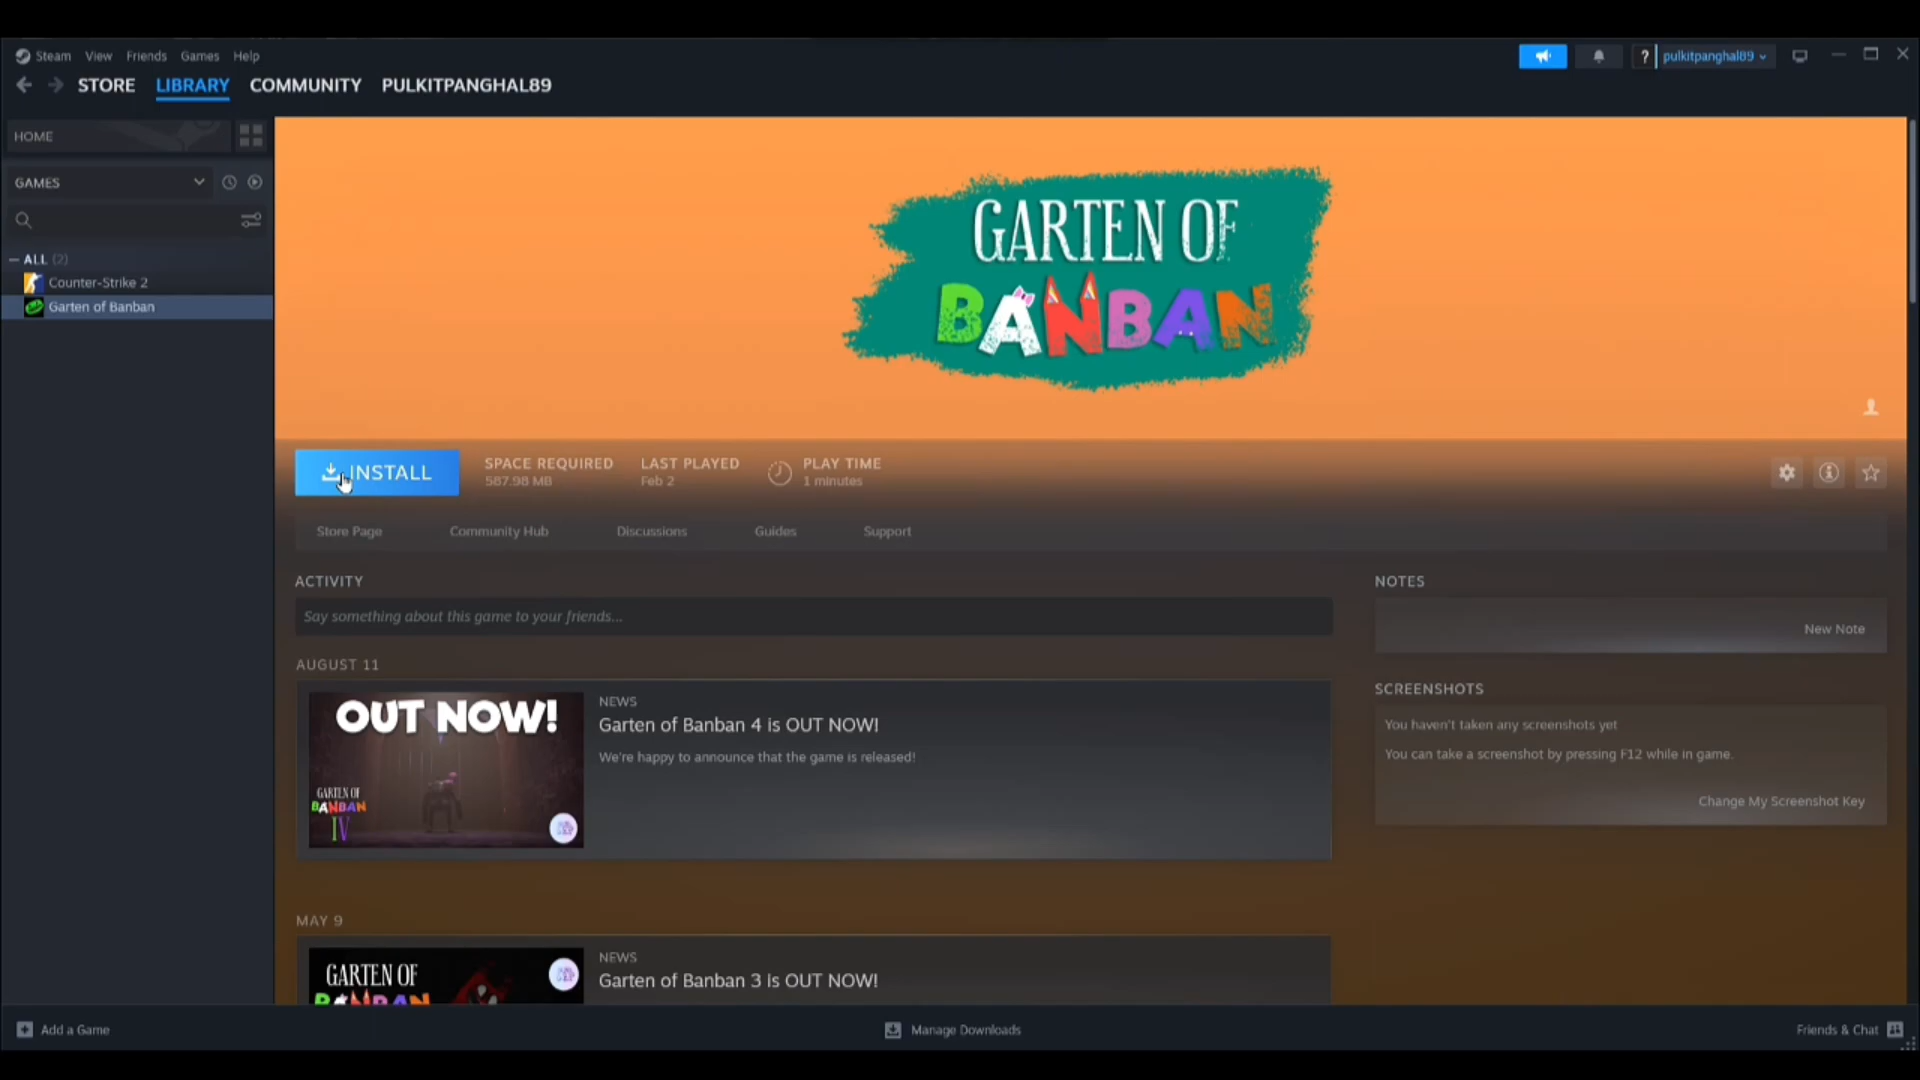 Steam View Friends Games Help
? pulkitpanghal89
STORE LIBRARY COMMUNITY PULKITPANGHAL89
HOME
GAMES
ALL (2)
Counter-Strike 2
Garten of Banban
GARTEN OF
BANBAN
INSTALL
SPACE REQUIRED
587.98 MB
LAST PLAYED
Feb 2
PLAY TIME
1 minutes
Store Page Community Hub Discussions Guides Support
ACTIVITY
Say something about this game to your friends...
AUGUST 11
OUT NOW!
GARTEN OF
BANBAN
IV
NEWS
Garten of Banban 4 is OUT NOW!
We're happy to announce that the game is released!
MAY 9
GARTEN OF
BANBAN
NEWS
Garten of Banban 3 is OUT NOW!
NOTES
New Note
SCREENSHOTS
You haven't taken any screenshots yet
You can take a screenshot by pressing F12 while in game.
Change My Screenshot Key
Add a Game
Manage Downloads
Friends & Chat